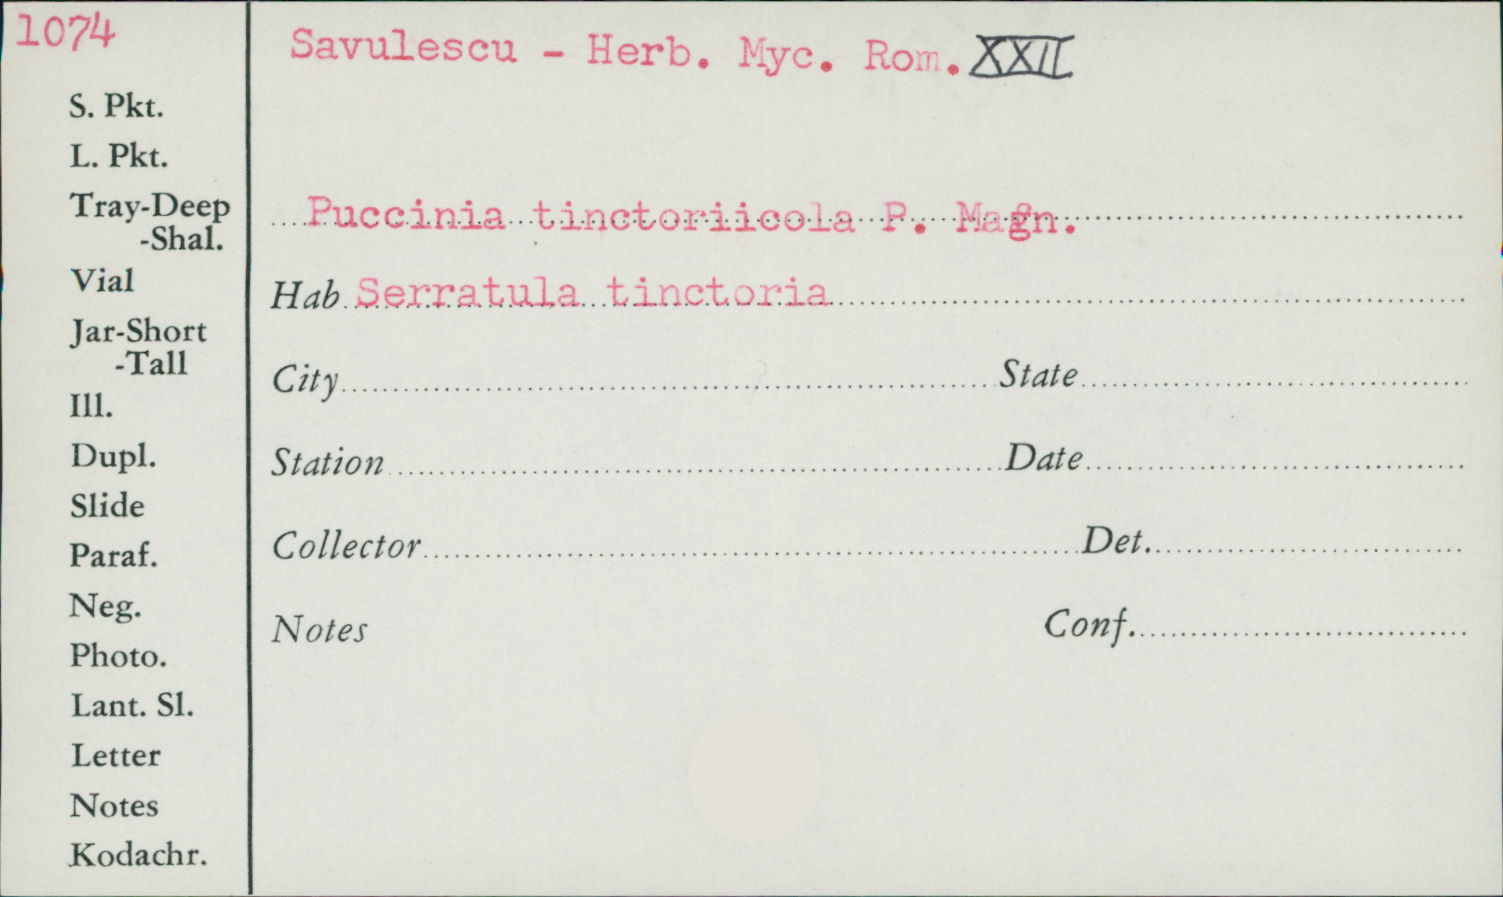 1074
Savulescu - Herb. Myc. Rom. XXII
S. Pkt.
L. Pkt.
Tray-Deep
-Shal.
Vial
Jar-Short
-Tall
Ill.
Dupl.
Slide
Paraf.
Neg.
Photo.
Lant. Sl.
Letter
Notes
Kodachr.
Puccinia tinctoriicola P. Magn.
Hab Serratula tinctoria
City State
Station Date
Collector Det.
Notes Conf.